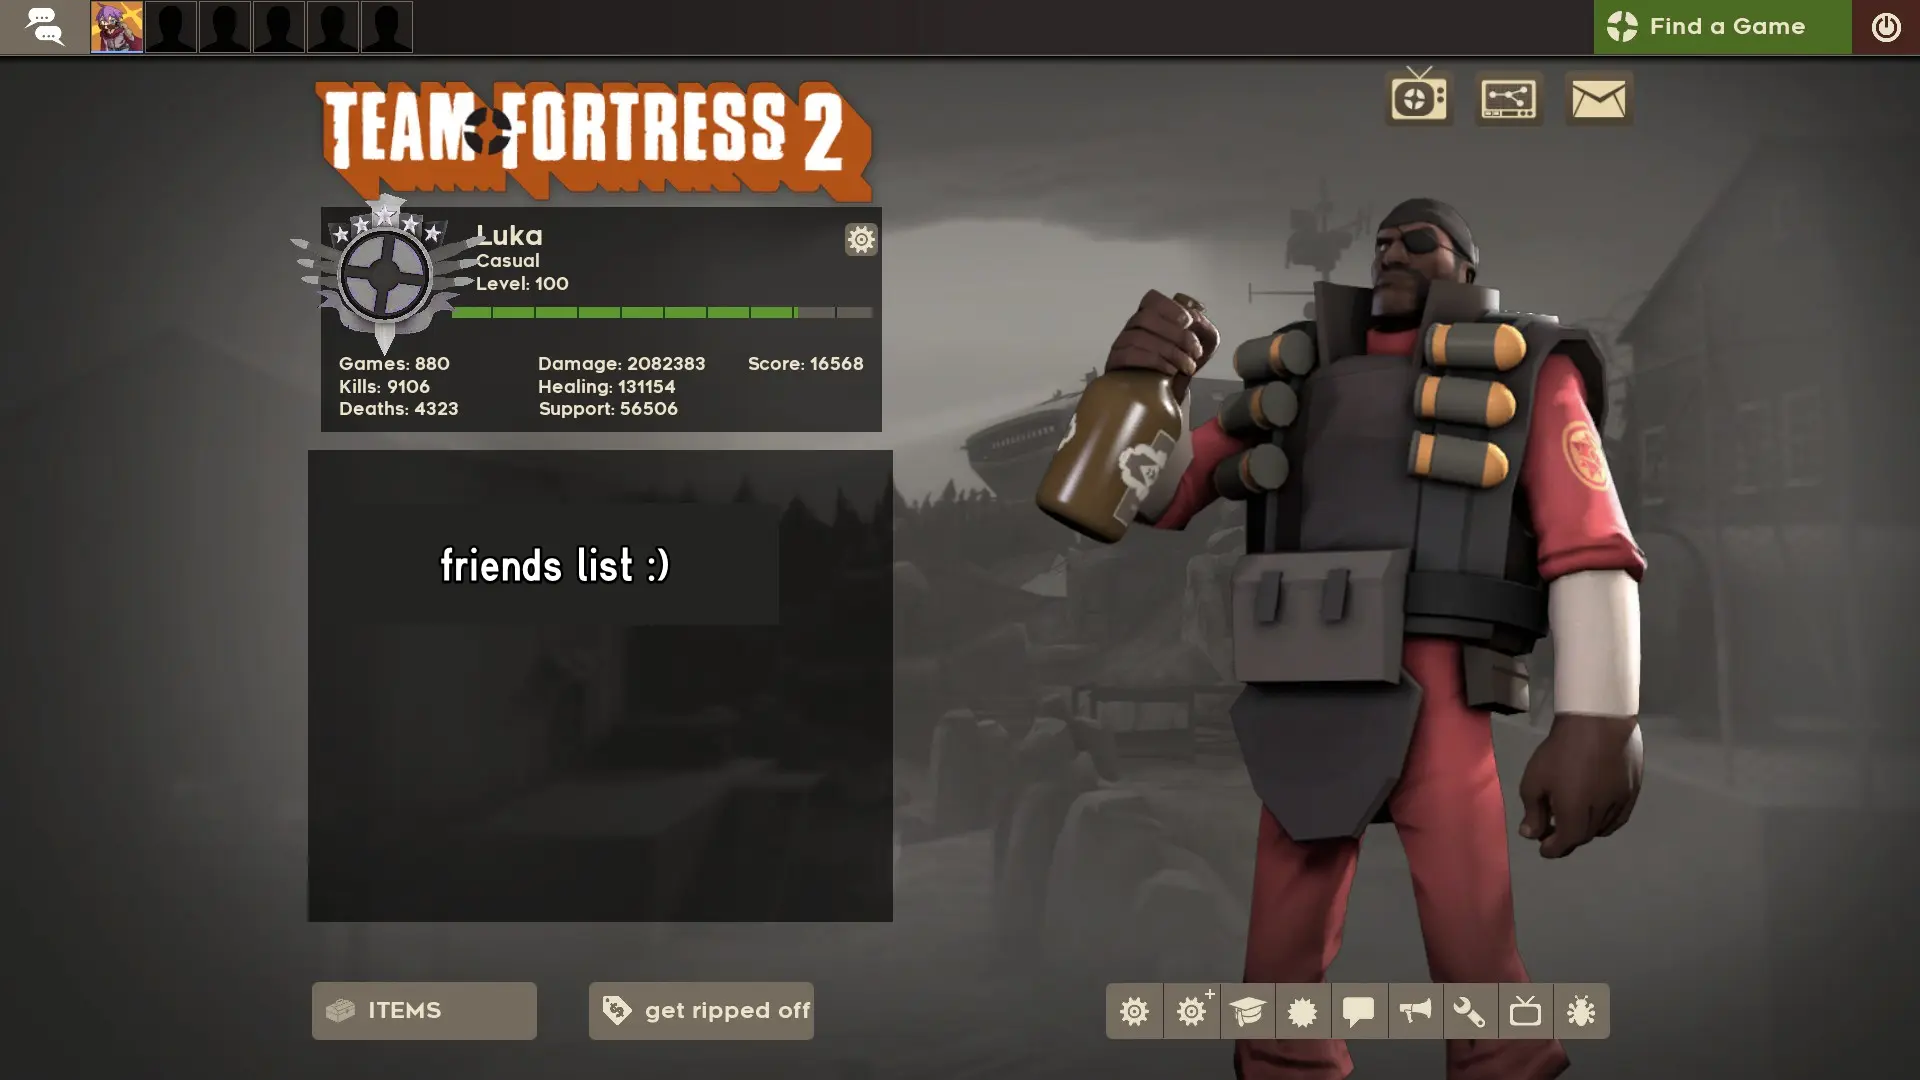 Find a Game
TEAM FORTRESS 2
Luka
Casual
Level: 100
Games: 880
Damage: 2082383
Score: 16568
Kills: 9106
Healing: 131154
Deaths: 4323
Support: 56506
friends list :)
ITEMS
get ripped off